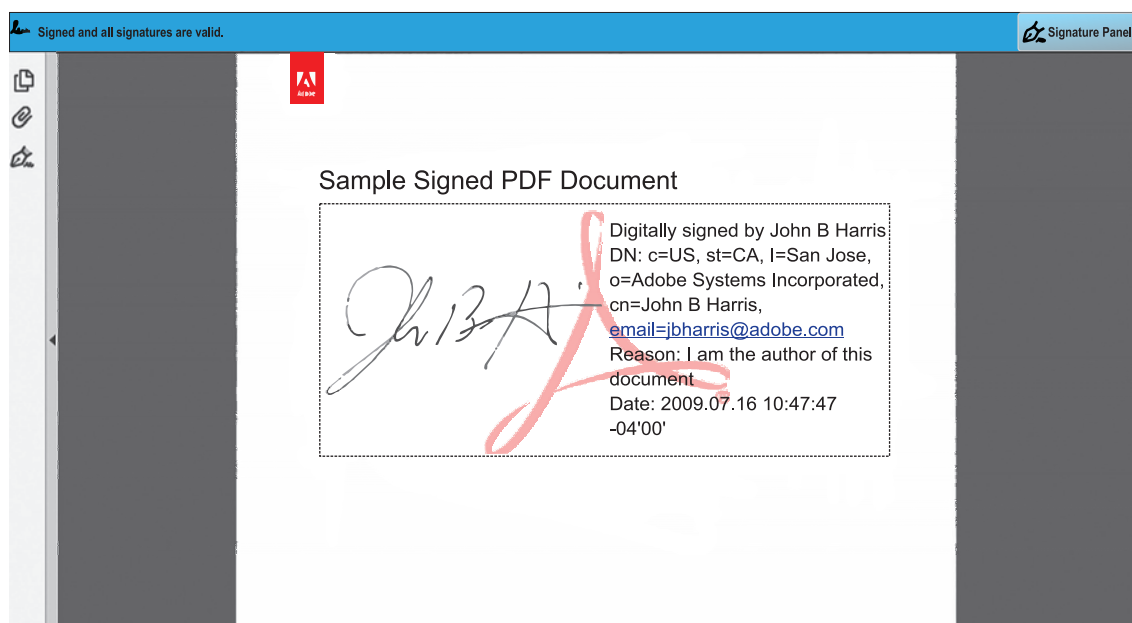 Signed and all signatures are valid.
Signature Panel
Adobe
Sample Signed PDF Document
Digitally signed by John B Harris
DN: c=US, st=CA, l=San Jose,
o=Adobe Systems Incorporated,
cn=John B Harris,
email=jbharris@adobe.com
Reason: I am the author of this
document
Date: 2009.07.16 10:47:47
-04'00'